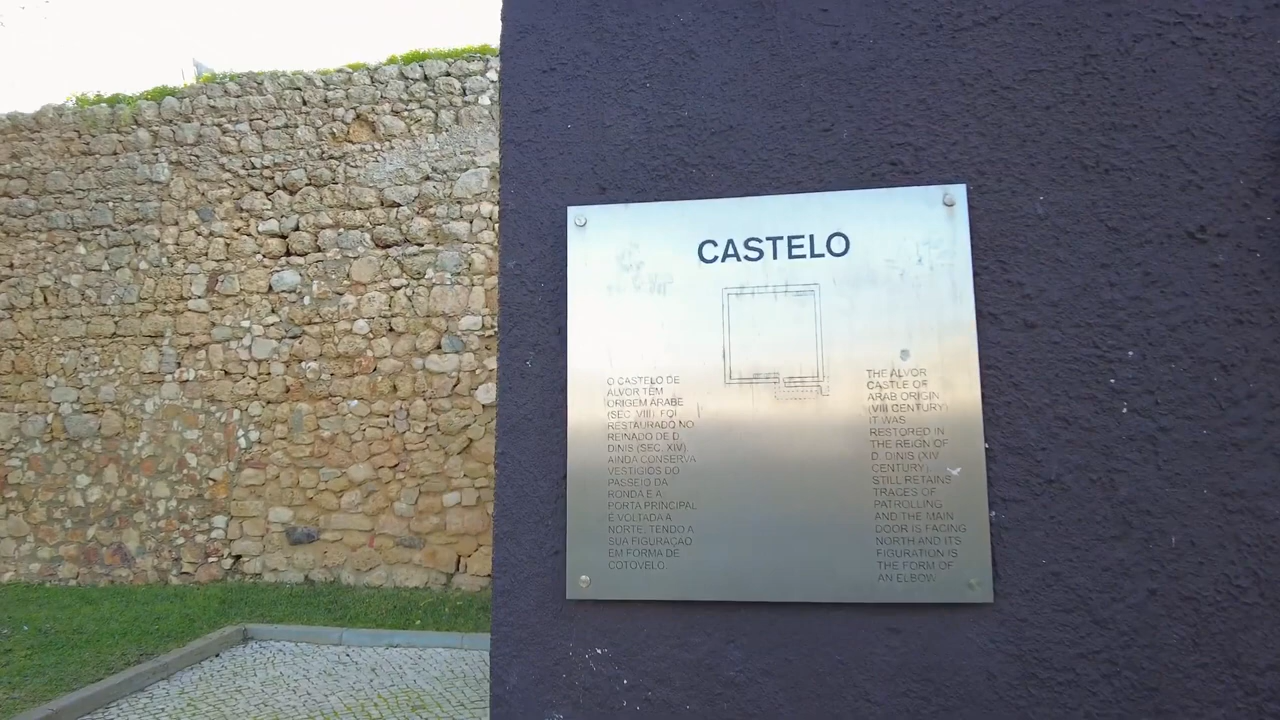 CASTELO
O CASTELO DE
ALVOR TEM
ORIGEM ÁRABE
(SEC. VIII). FOI
RESTAURADO NO
REINADO DE D.
DINIS (SEC. XIV).
AINDA CONSERVA
VESTÍGIOS DO
PASSEIO DA
RONDA E A
PORTA PRINCIPAL
É VOLTADA A
NORTE, TENDO A
SUA FIGURAÇÃO
EM FORMA DE
COTOVELO.
THE ALVOR
CASTLE OF
ARAB ORIGIN
(VIII CENTURY)
IT WAS
RESTORED IN
THE REIGN OF
D. DINIS (XIV
CENTURY).
STILL RETAINS
TRACES OF
PATROLLING
AND THE MAIN
DOOR IS FACING
NORTH AND ITS
FIGURATION IS
THE FORM OF
AN ELBOW.